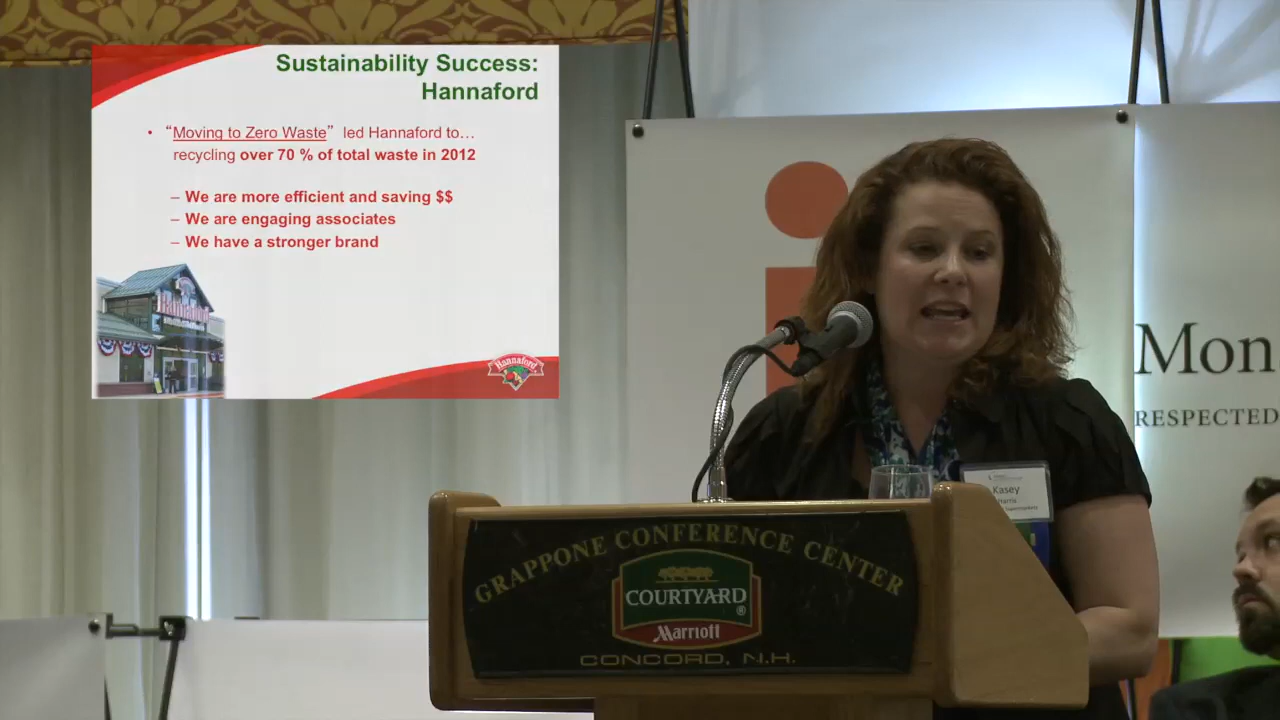 Sustainability Success:
Hannaford
• “Moving to Zero Waste” led Hannaford to…
recycling over 70 % of total waste in 2012
– We are more efficient and saving $$
– We are engaging associates
– We have a stronger brand
Hannaford
Hannaford
Mon
RESPECTED
Kasey
Harris
GRAPPONE CONFERENCE CENTER
COURTYARD
®
Marriott
CONCORD, N.H.